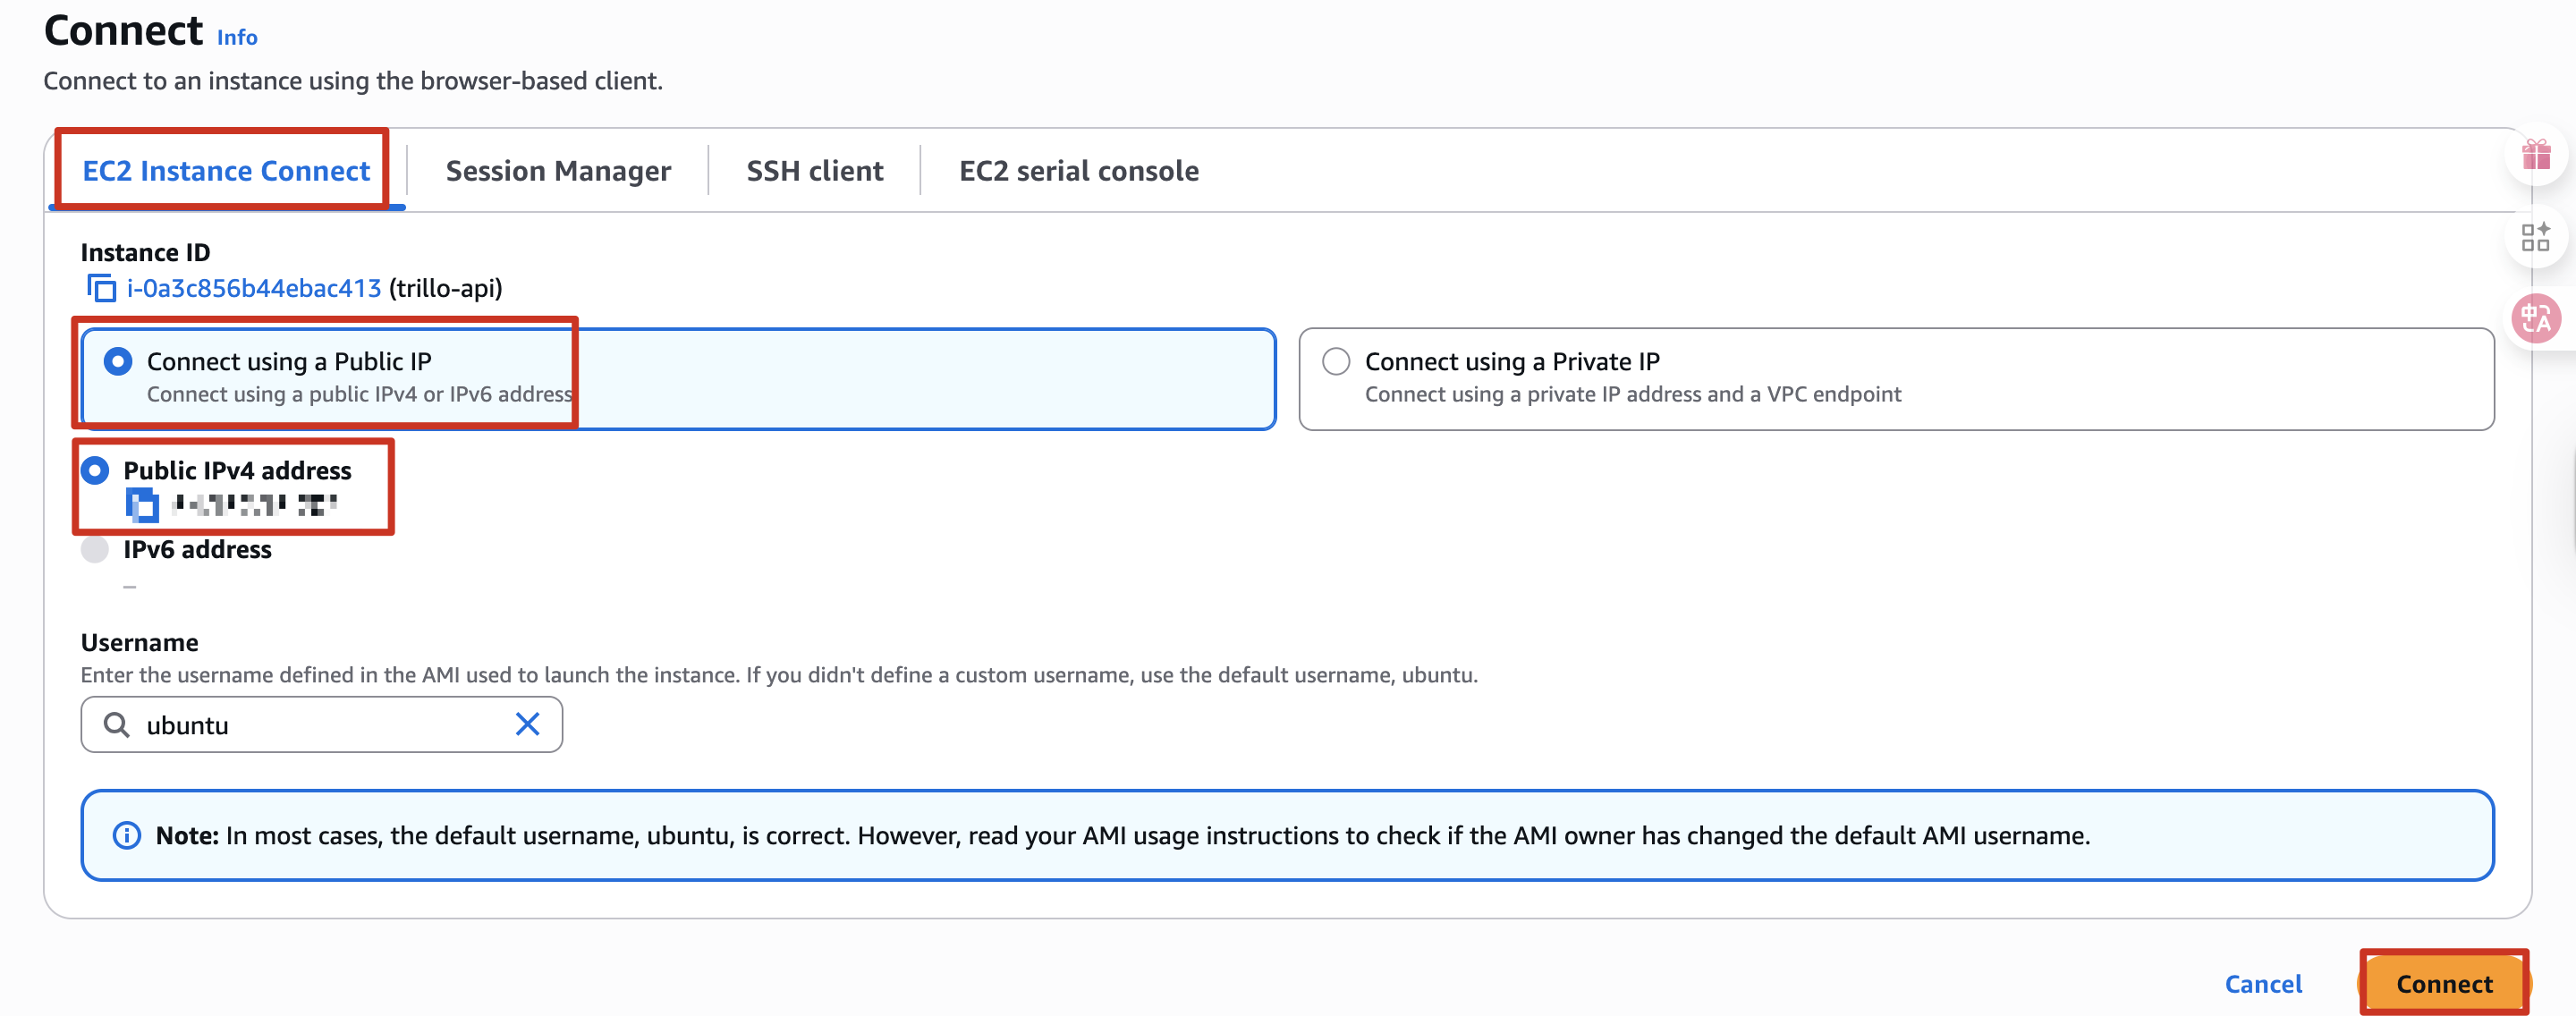 Connect Info
Connect to an instance using the browser-based client.
EC2 Instance Connect
Session Manager
SSH client
EC2 serial console
Instance ID
i-0a3c856b44ebac413 (trillo-api)
Connect using a Public IP
Connect using a public IPv4 or IPv6 address
Connect using a Private IP
Connect using a private IP address and a VPC endpoint
Public IPv4 address
IPv6 address
–
Username
Enter the username defined in the AMI used to launch the instance. If you didn't define a custom username, use the default username, ubuntu.
ubuntu
Note: In most cases, the default username, ubuntu, is correct. However, read your AMI usage instructions to check if the AMI owner has changed the default AMI username.
Cancel
Connect
中 A